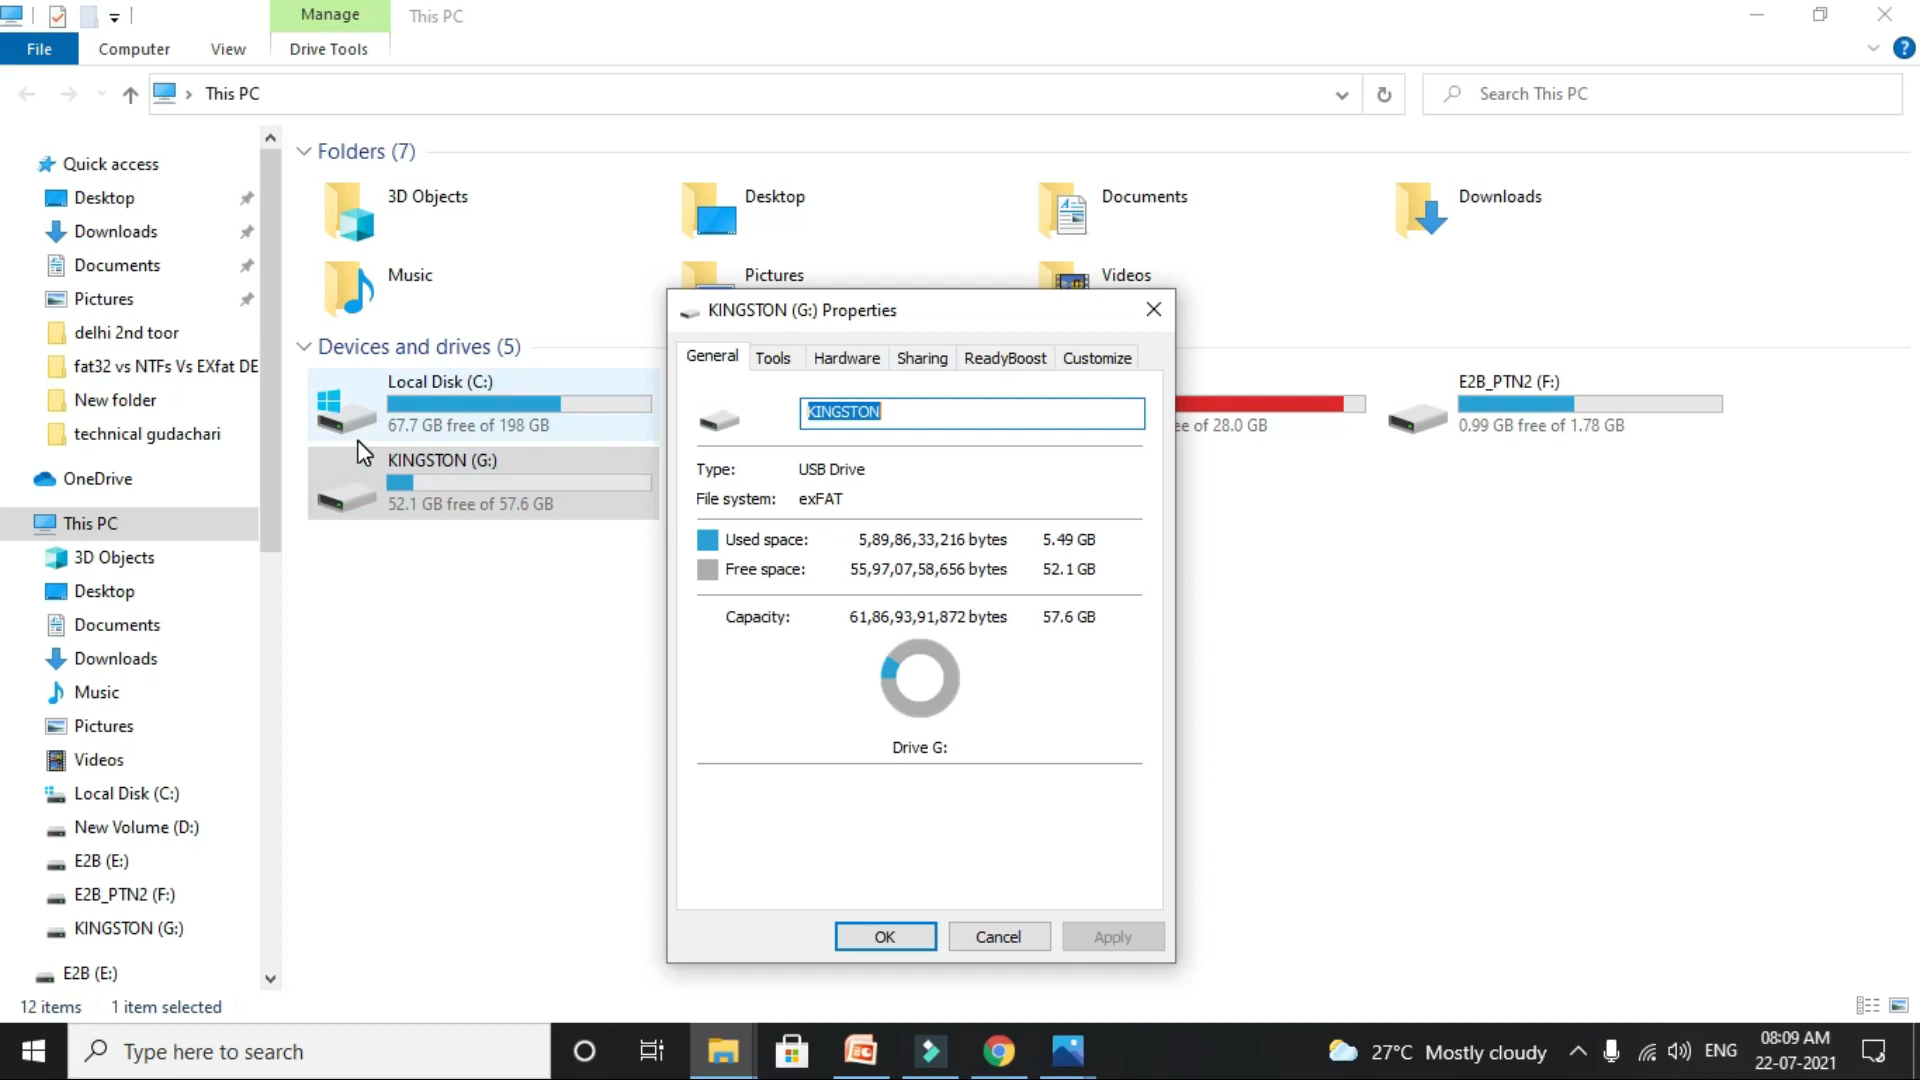 Manage
This PC
File
Computer
View
Drive Tools
This PC
Search This PC
Quick access
Desktop
Downloads
Documents
Pictures
delhi 2nd toor
fat32 vs NTFs Vs EXfat DE
New folder
technical gudachari
OneDrive
This PC
3D Objects
Desktop
Documents
Downloads
Music
Pictures
Videos
Local Disk (C:)
New Volume (D:)
E2B (E:)
E2B_PTN2 (F:)
KINGSTON (G:)
E2B (E:)
Folders (7)
3D Objects
Desktop
Documents
Downloads
Music
Pictures
Videos
Devices and drives (5)
Local Disk (C:)
67.7 GB free of 198 GB
ee of 28.0 GB
E2B_PTN2 (F:)
0.99 GB free of 1.78 GB
KINGSTON (G:)
52.1 GB free of 57.6 GB
KINGSTON (G:) Properties
General
Tools
Hardware
Sharing
ReadyBoost
Customize
KINGSTON
Type: USB Drive
File system: exFAT
Used space: 5,89,86,33,216 bytes 5.49 GB
Free space: 55,97,07,58,656 bytes 52.1 GB
Capacity: 61,86,93,91,872 bytes 57.6 GB
Drive G:
OK
Cancel
Apply
12 items
1 item selected
Type here to search
27°C Mostly cloudy
ENG
08:09 AM
22-07-2021